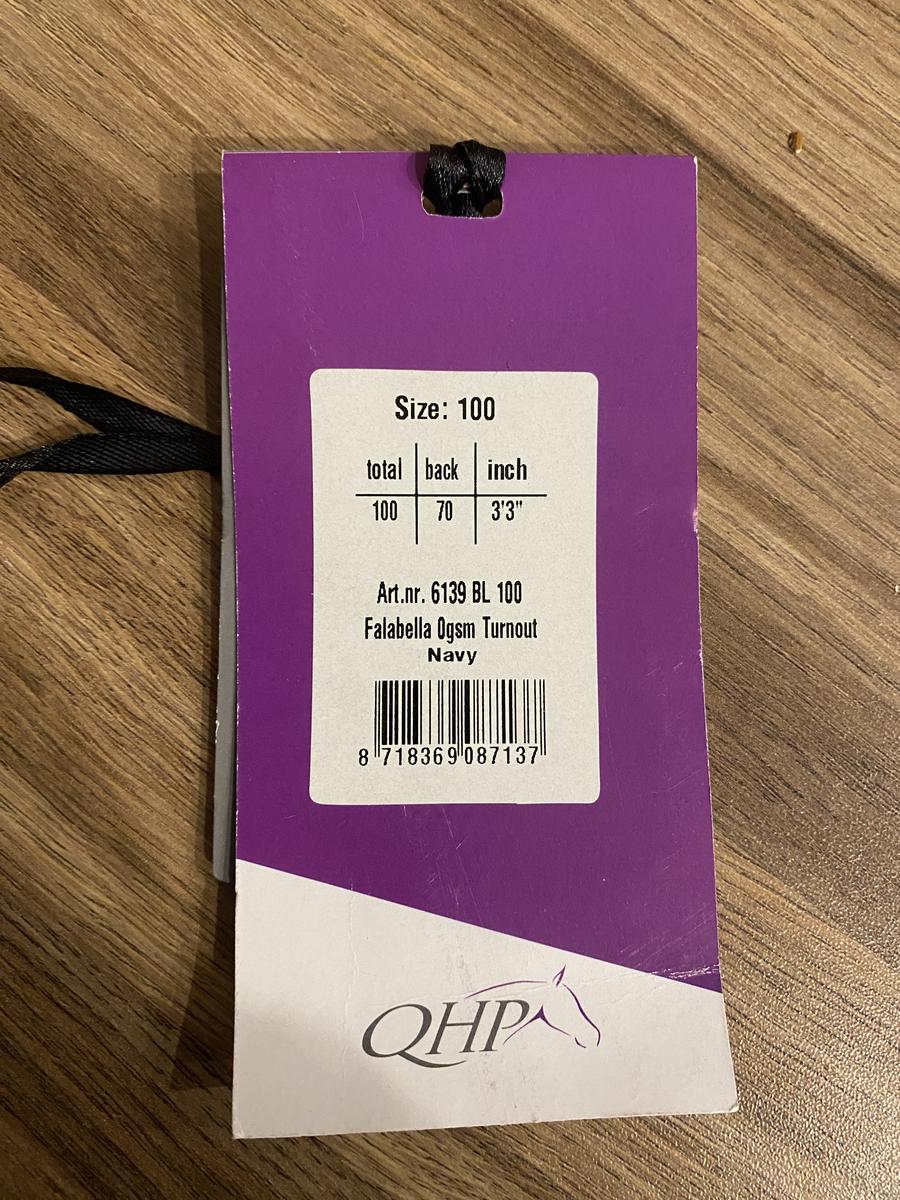 Size: 100
total back inch
100 70 3'3"
Art.nr. 6139 BL 100
Falabella 0gsm Turnout
Navy
8 718369 087137
QHP